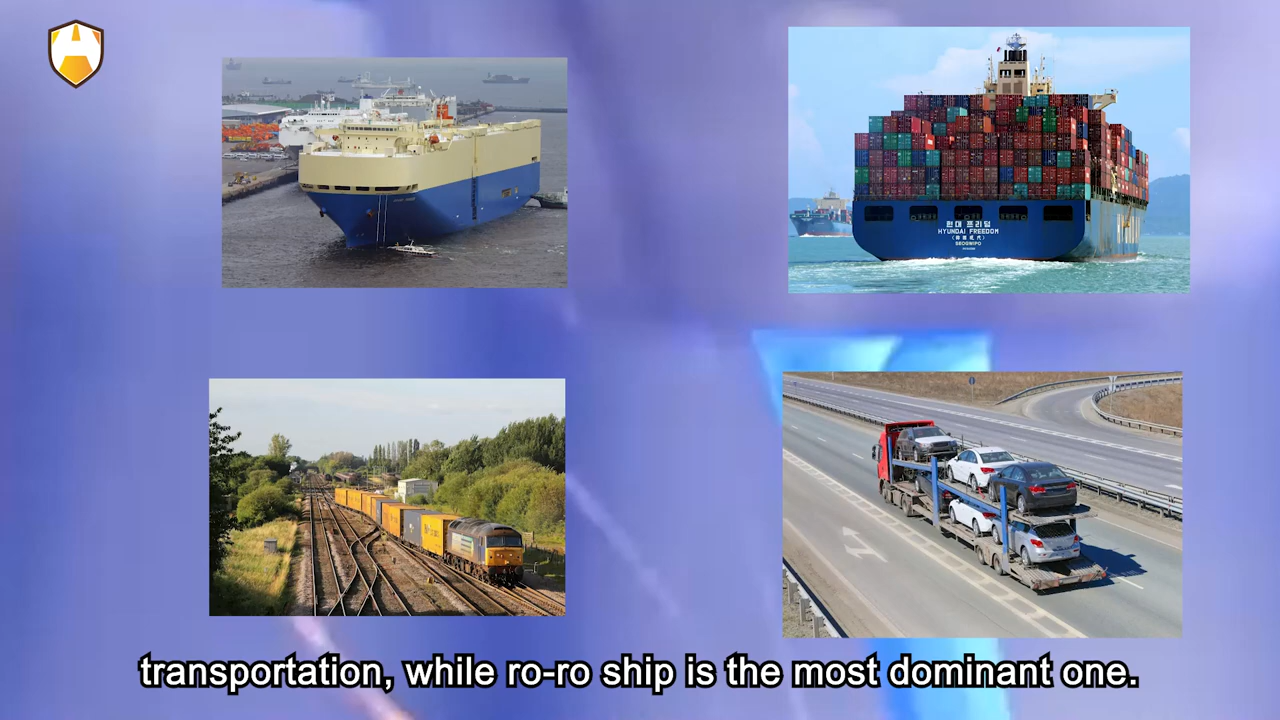 현대 프리덤
HYUNDAI FREEDOM
SEOGWIPO
transportation, while ro-ro ship is the most dominant one.